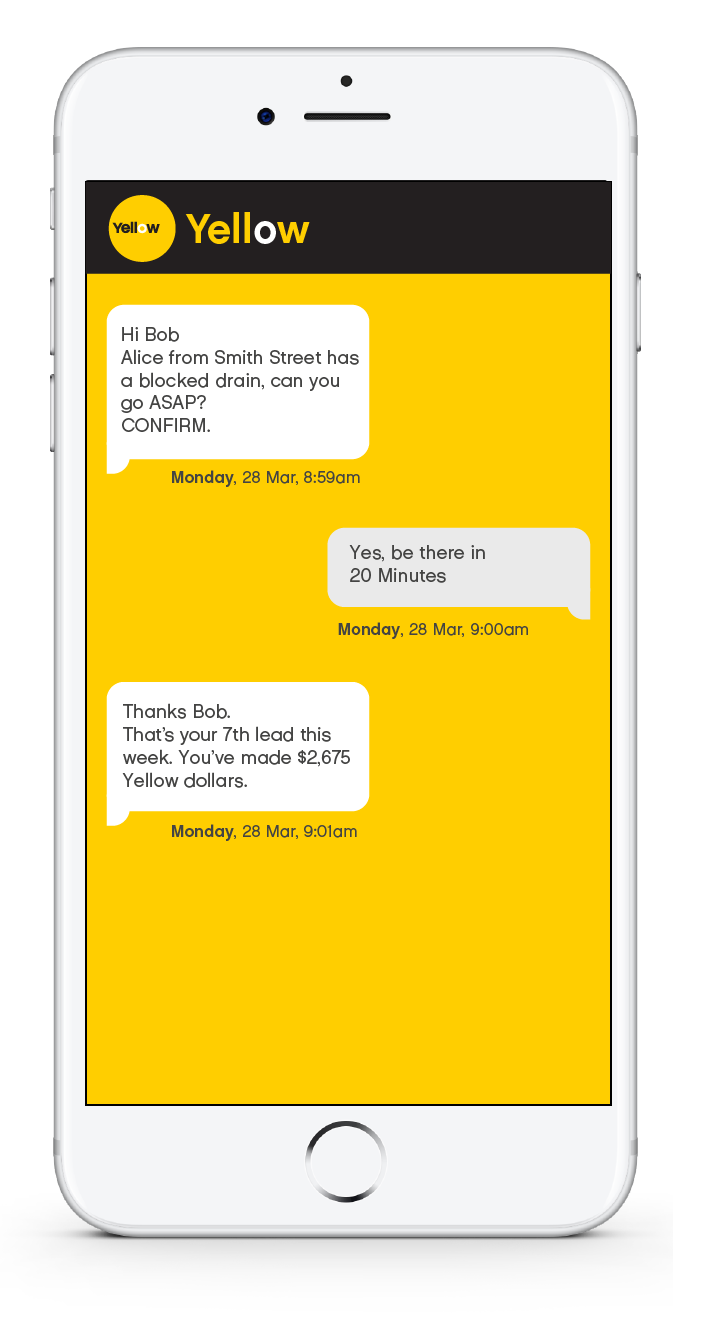 Yellow
Yellow
Hi Bob
Alice from Smith Street has
a blocked drain, can you
go ASAP?
CONFIRM.
Monday, 28 Mar, 8:59am
Yes, be there in
20 Minutes
Monday, 28 Mar, 9:00am
Thanks Bob.
That's your 7th lead this
week. You've made $2,675
Yellow dollars.
Monday, 28 Mar, 9:01am